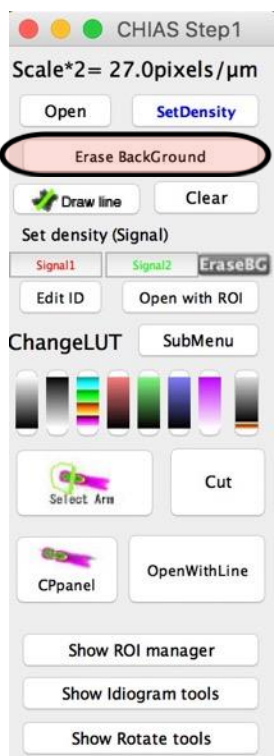 CHIAS Step1
Scale*2= 27.0pixels/µm
Open SetDensity
Erase BackGround
Draw line Clear
Set density (Signal)
Signal1 Signal2 EraseBG
Edit ID Open with ROI
ChangeLUT SubMenu
Select Arm Cut
CPpanel OpenWithLine
Show ROI manager
Show Idiogram tools
Show Rotate tools